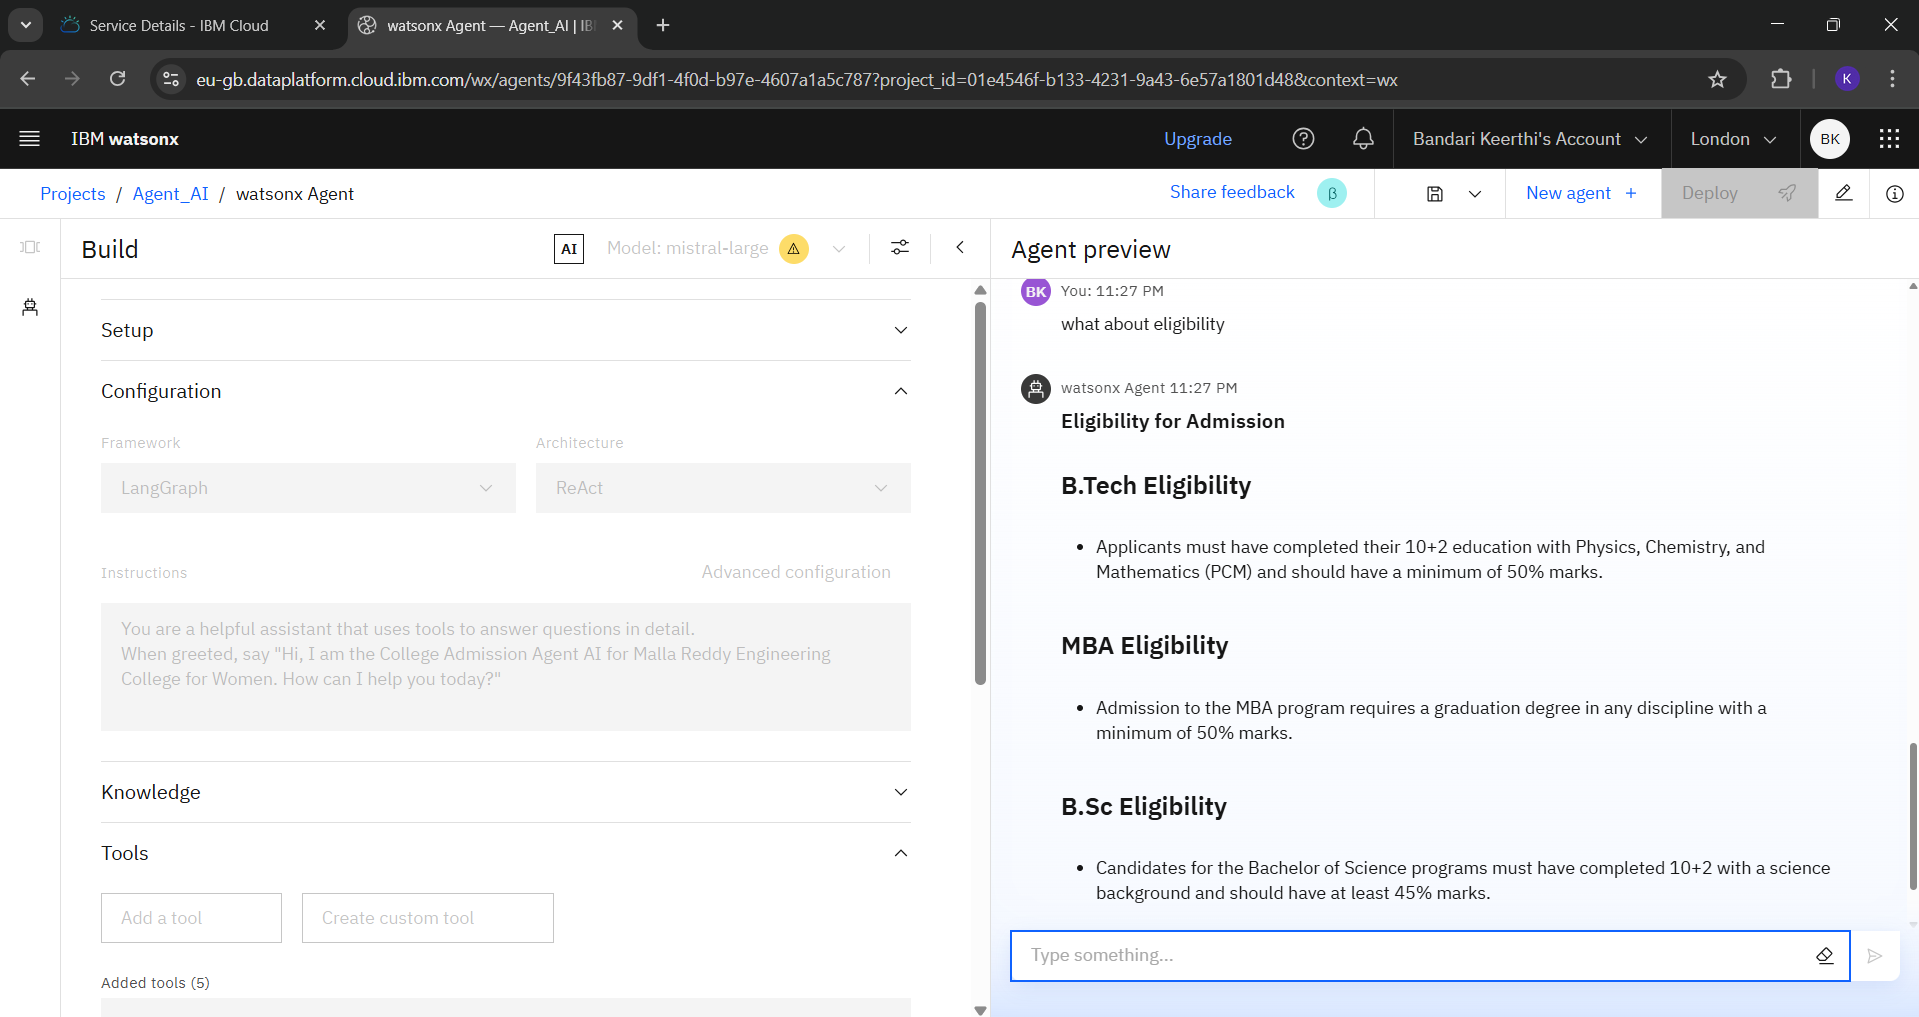 Service Details - IBM Cloud
watsonx Agent — Agent_AI | IB
eu-gb.dataplatform.cloud.ibm.com/wx/agents/9f43fb87-9df1-4f0d-b97e-4607a1a5c787?project_id=01e4546f-b133-4231-9a43-6e57a1801d48&context=wx
K
IBM watsonx
Upgrade
Bandari Keerthi's Account
London
BK
Projects / Agent_AI / watsonx Agent
Share feedback
β
New agent +
Deploy
Build
AI
Model: mistral-large
Setup
Configuration
Framework
Architecture
LangGraph
ReAct
Instructions
Advanced configuration
You are a helpful assistant that uses tools to answer questions in detail.
When greeted, say "Hi, I am the College Admission Agent AI for Malla Reddy Engineering
College for Women. How can I help you today?"
Knowledge
Tools
Add a tool
Create custom tool
Added tools (5)
Agent preview
BK
You: 11:27 PM
what about eligibility
watsonx Agent 11:27 PM
Eligibility for Admission
B.Tech Eligibility
• Applicants must have completed their 10+2 education with Physics, Chemistry, and
Mathematics (PCM) and should have a minimum of 50% marks.
MBA Eligibility
• Admission to the MBA program requires a graduation degree in any discipline with a
minimum of 50% marks.
B.Sc Eligibility
• Candidates for the Bachelor of Science programs must have completed 10+2 with a science
background and should have at least 45% marks.
Type something...